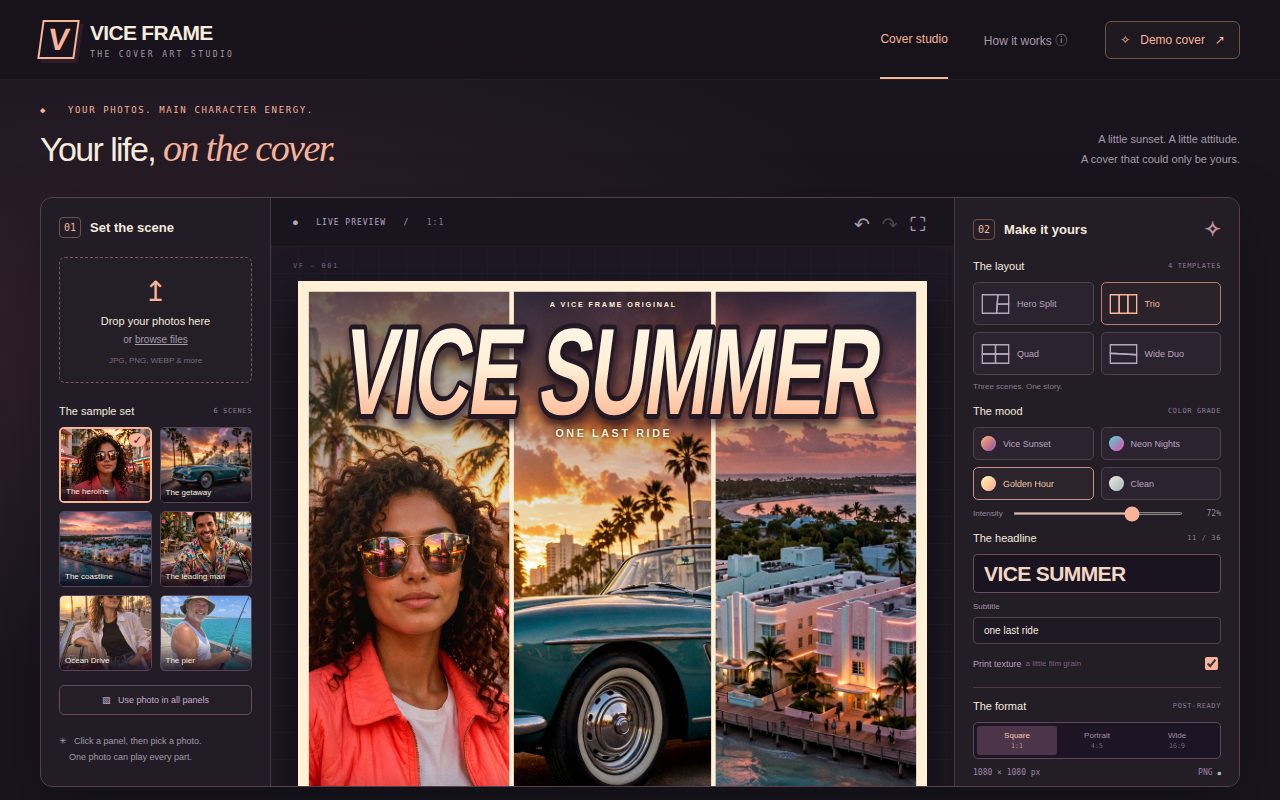 V VICE FRAME
THE COVER ART STUDIO
Cover studio
How it works ⓘ
✧ Demo cover ↗
YOUR PHOTOS. MAIN CHARACTER ENERGY.
Your life, on the cover.
A little sunset. A little attitude.
A cover that could only be yours.
01 Set the scene
Drop your photos here
or browse files
JPG, PNG, WEBP & more
The sample set 6 SCENES
The heroine
The getaway
The coastline
The leading man
Ocean Drive
The pier
Use photo in all panels
✳ Click a panel, then pick a photo.
One photo can play every part.
● LIVE PREVIEW / 1:1
VF — 001
A VICE FRAME ORIGINAL
VICE SUMMER
ONE LAST RIDE
02 Make it yours
The layout 4 TEMPLATES
Hero Split
Trio
Quad
Wide Duo
Three scenes. One story.
The mood COLOR GRADE
Vice Sunset
Neon Nights
Golden Hour
Clean
Intensity 72%
The headline 11 / 36
VICE SUMMER
Subtitle
one last ride
Print texture a little film grain
The format POST-READY
Square
1:1
Portrait
4:5
Wide
16:9
1080 × 1080 px PNG